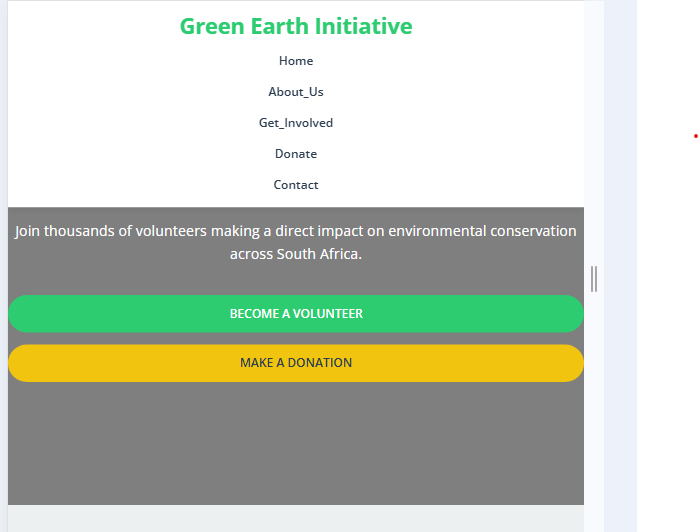 Green Earth Initiative
Home
About_Us
Get_Involved
Donate
Contact
Join thousands of volunteers making a direct impact on environmental conservation
across South Africa.
BECOME A VOLUNTEER
MAKE A DONATION